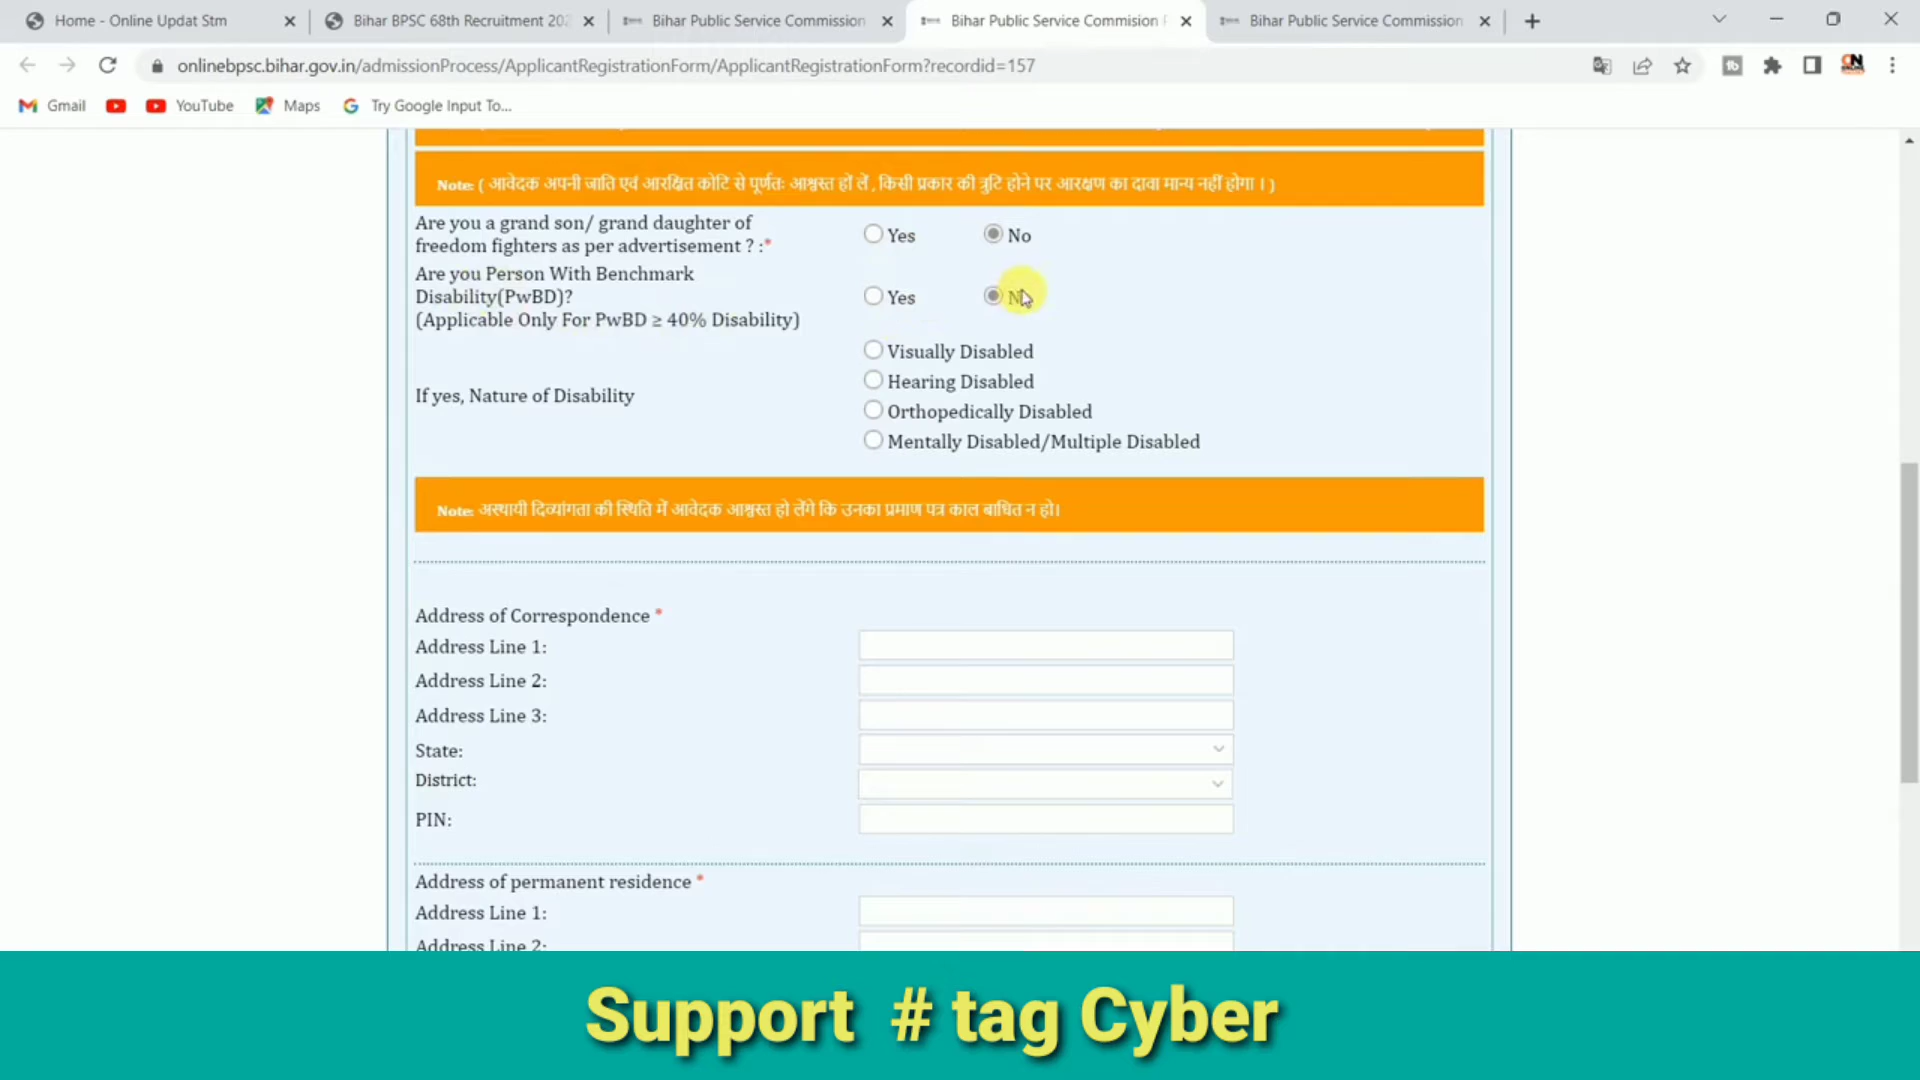 Home - Online Updat Stm
Bihar BPSC 68th Recruitment 202
Bihar Public Service Commission
Bihar Public Service Commision F
Bihar Public Service Commission
onlinebpsc.bihar.gov.in/admissionProcess/ApplicantRegistrationForm/ApplicantRegistrationForm?recordid=157
Gmail
YouTube
Maps
Try Google Input To...
Note: ( आवेदक अपनी जाति एवं आरक्षित कोटि से पूर्णतः आश्वस्त हों लें , किसी प्रकार की त्रुटि होने पर आरक्षण का दावा मान्य नहीं होगा । )
Are you a grand son/ grand daughter of
freedom fighters as per advertisement ? :*
Yes No
Are you Person With Benchmark
Disability(PwBD)?
(Applicable Only For PwBD ≥ 40% Disability)
Yes
Visually Disabled
Hearing Disabled
If yes, Nature of Disability
Orthopedically Disabled
Mentally Disabled/Multiple Disabled
Note: अस्थायी दिव्यांगता की स्थिति में आवेदक आश्वस्त हो लेंगे कि उनका प्रमाण पत्र काल बाधित न हो।
Address of Correspondence *
Address Line 1:
Address Line 2:
Address Line 3:
State:
District:
PIN:
Address of permanent residence *
Address Line 1:
Address Line 2:
Support # tag Cyber